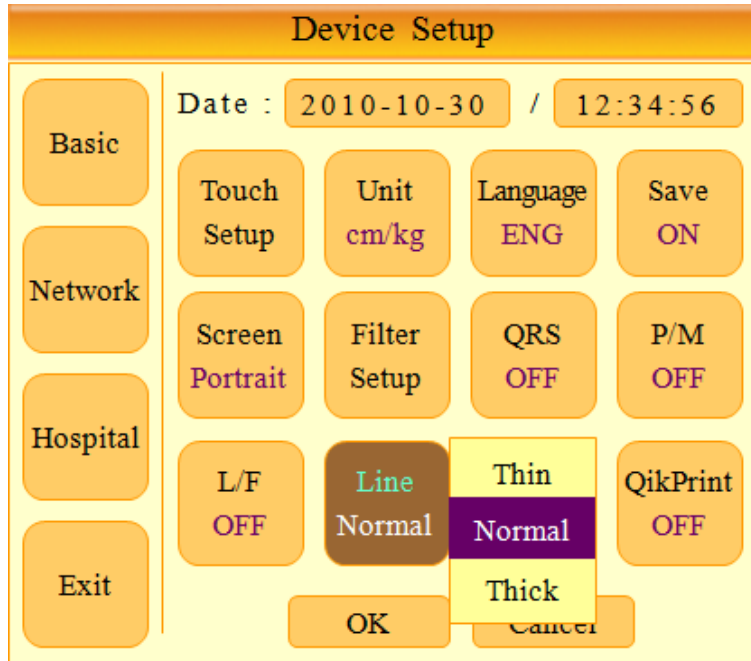 Device Setup
Date : 2010-10-30 / 12:34:56
Basic
Network
Hospital
Exit
Touch
Setup
Unit
cm/kg
Language
ENG
Save
ON
Screen
Portrait
Filter
Setup
QRS
OFF
P/M
OFF
L/F
OFF
Line
Normal
Thin
Normal
Thick
QikPrint
OFF
OK
Cancel